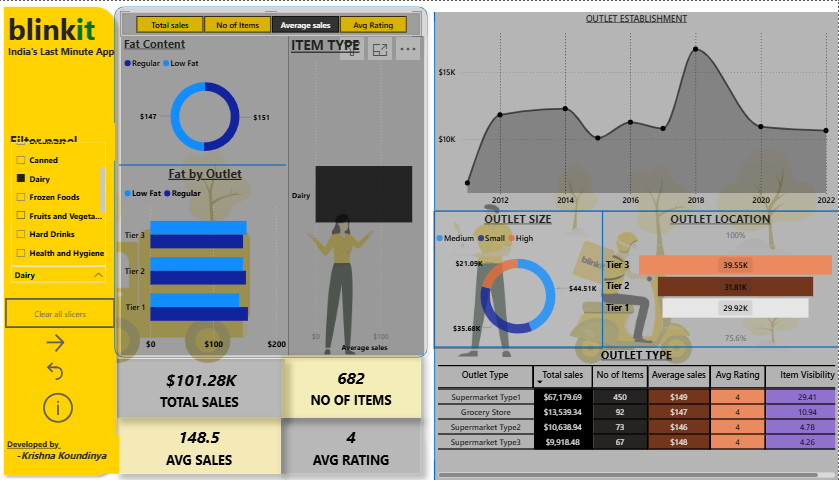 blinkit
India's Last Minute App
Filter panel
Breakfast
Canned
Dairy
Frozen Foods
Fruits and Vegeta...
Hard Drinks
Health and Hygiene
Dairy
Clear all slicers
Developed by
-Krishna Koundinya
Total sales
No of Items
Average sales
Avg Rating
Fat Content
Regular
Low Fat
$147
$151
Fat by Outlet
Low Fat
Regular
Tier 3
Tier 2
Tier 1
$0
$100
$200
ITEM TYPE
Dairy
$0
$100
Average sales
$101.28K
TOTAL SALES
682
NO OF ITEMS
148.5
AVG SALES
4
AVG RATING
OUTLET ESTABLISHMENT
$15K
$10K
2012
2014
2015
2016
2018
2020
2022
OUTLET SIZE
Medium
Small
High
$21.09K
$44.51K
$35.68K
OUTLET LOCATION
100%
Tier 3
39.55K
Tier 2
31.81K
Tier 1
29.92K
75.6%
blinkit
OUTLET TYPE
Outlet Type Total sales No of Items Average sales Avg Rating Item Visibility
Supermarket Type1 $67,179.69 450 $149 4 29.41
Grocery Store $13,539.34 92 $147 4 10.94
Supermarket Type2 $10,638.94 73 $146 4 4.78
Supermarket Type3 $9,918.48 67 $148 4 4.26